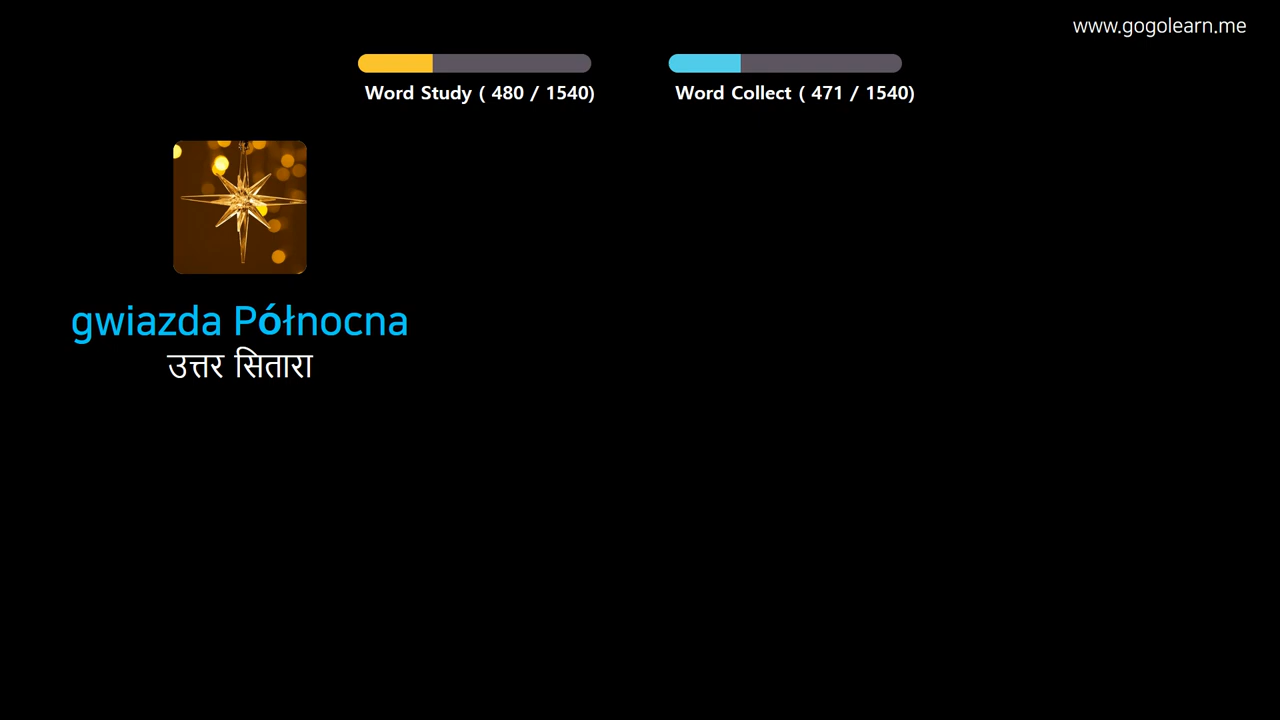 www.gogolearn.me
Word Study ( 480 / 1540)
Word Collect ( 471 / 1540)
gwiazda Północna
उत्तर सितारा